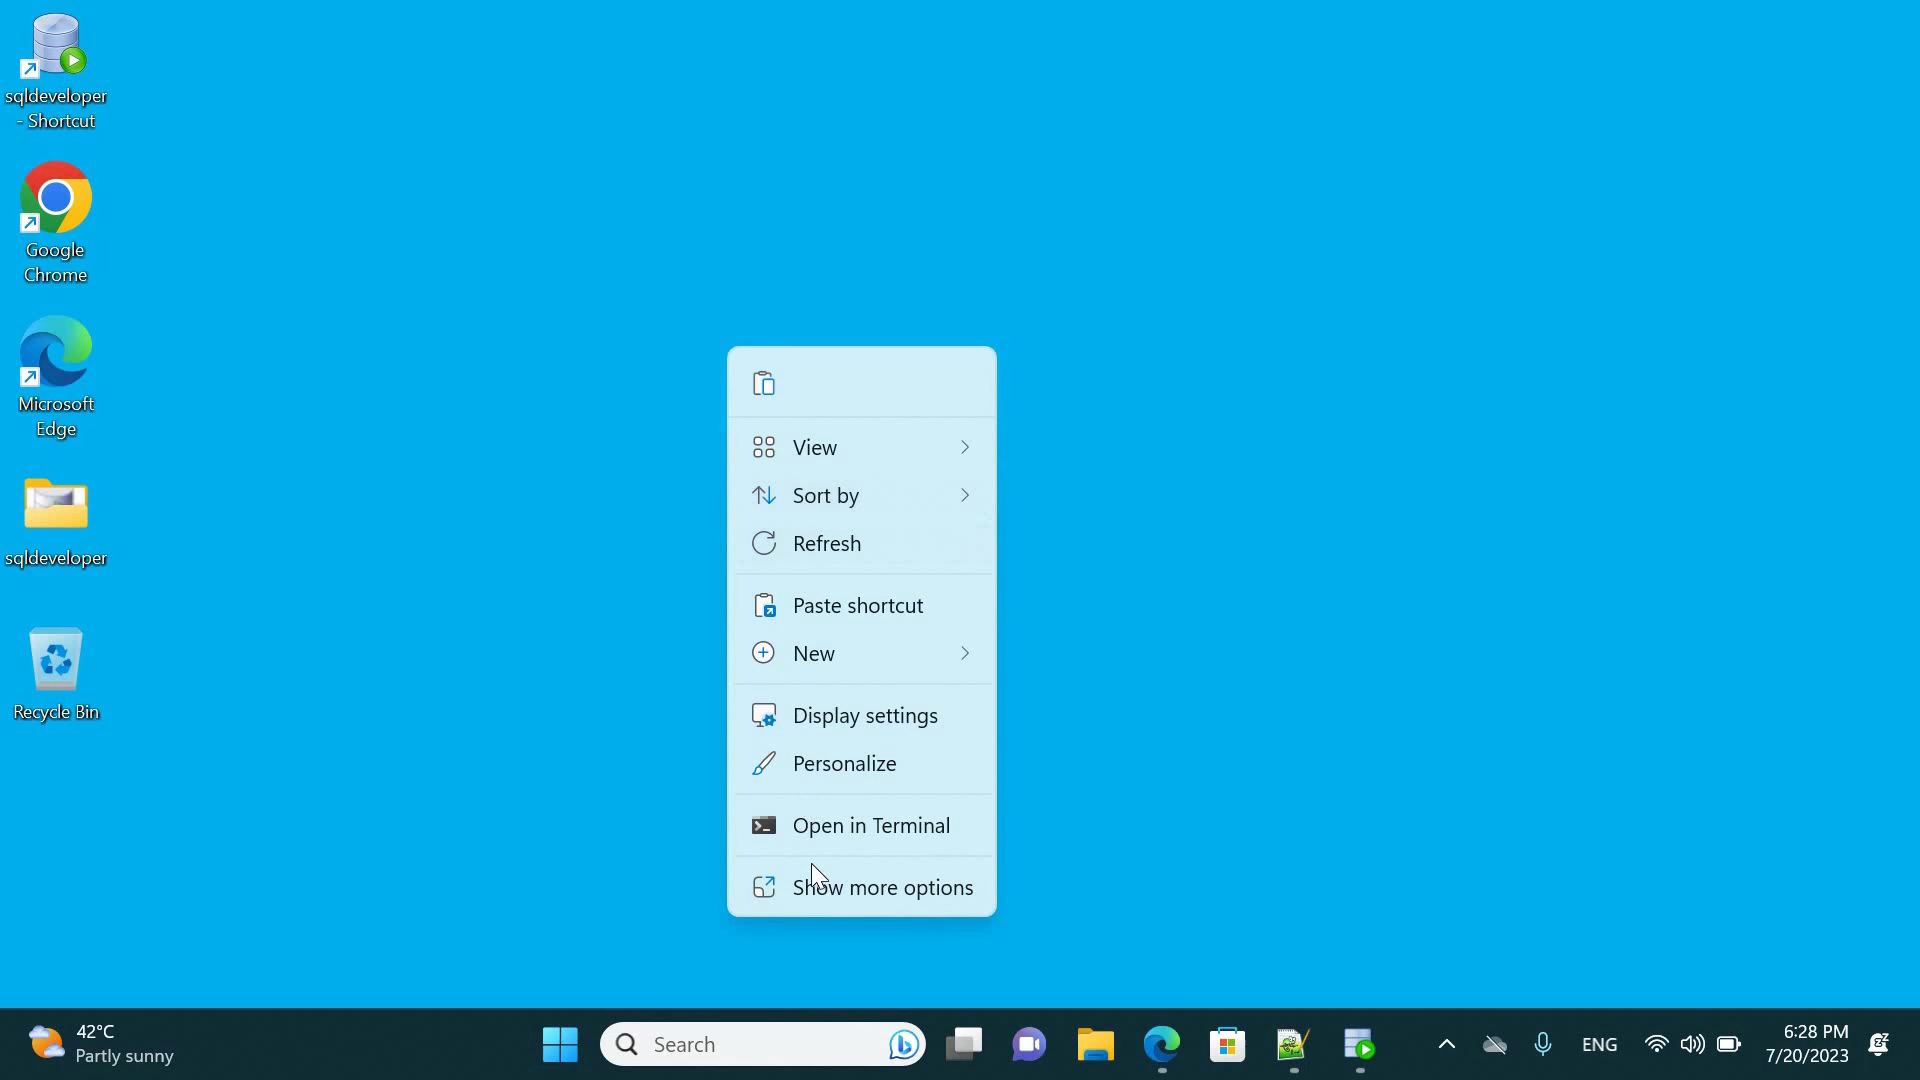 sqldeveloper
- Shortcut
Google
Chrome
Microsoft
Edge
sqldeveloper
Recycle Bin
View
Sort by
Refresh
Paste shortcut
New
Display settings
Personalize
Open in Terminal
Show more options
42°C
Partly sunny
Search
ENG
6:28 PM
7/20/2023